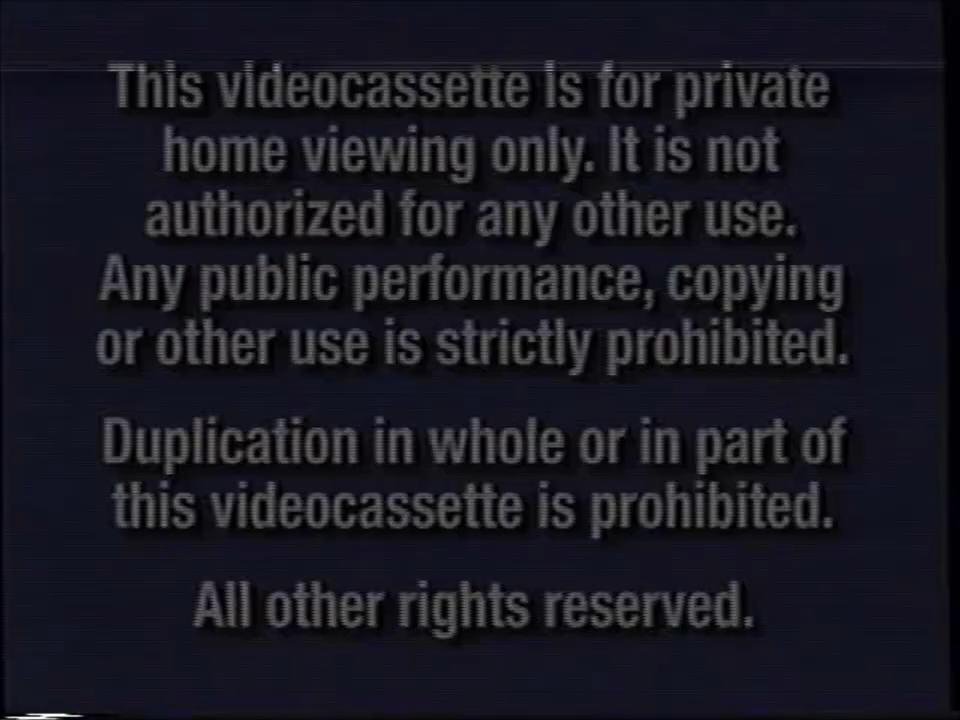 This videocassette is for private
home viewing only. It is not
authorized for any other use.
Any public performance, copying
or other use is strictly prohibited.
Duplication in whole or in part of
this videocassette is prohibited.
All other rights reserved.